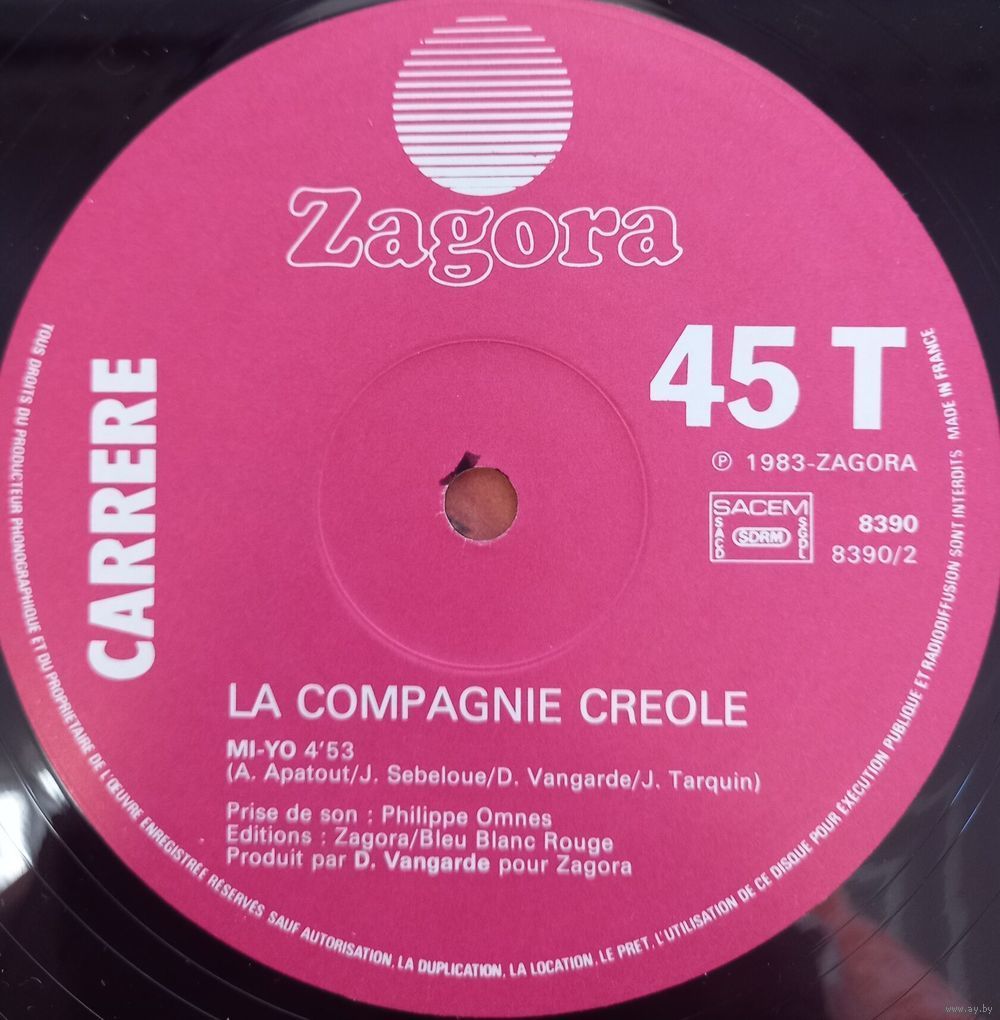 Zagora
CARRERE
45 T
℗ 1983-ZAGORA
SACEM
SACD
SDRM
SGDL
8390
8390/2
LA COMPAGNIE CREOLE
MI-YO 4'53
(A. Apatout/J. Sebeloue/D. Vangarde/J. Tarquin)
Prise de son : Philippe Omnes
Editions : Zagora/Bleu Blanc Rouge
Produit par D. Vangarde pour Zagora
TOUS DROITS DU PRODUCTEUR PHONOGRAPHIQUE ET DU PROPRIETAIRE DE L'ŒUVRE ENREGISTREE RESERVES SAUF AUTORISATION, LA DUPLICATION, LA LOCATION, LE PRET, L'UTILISATION DE CE DISQUE POUR EXECUTION PUBLIQUE ET RADIODIFFUSION SONT INTERDITS MADE IN FRANCE
www.ay.by